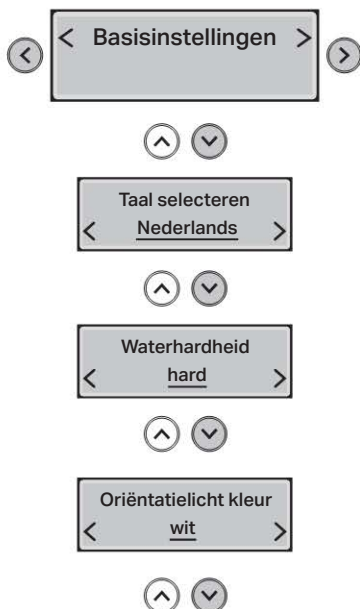 Basisinstellingen
Taal selecteren
Nederlands
Waterhardheid
hard
Oriëntatielicht kleur
wit